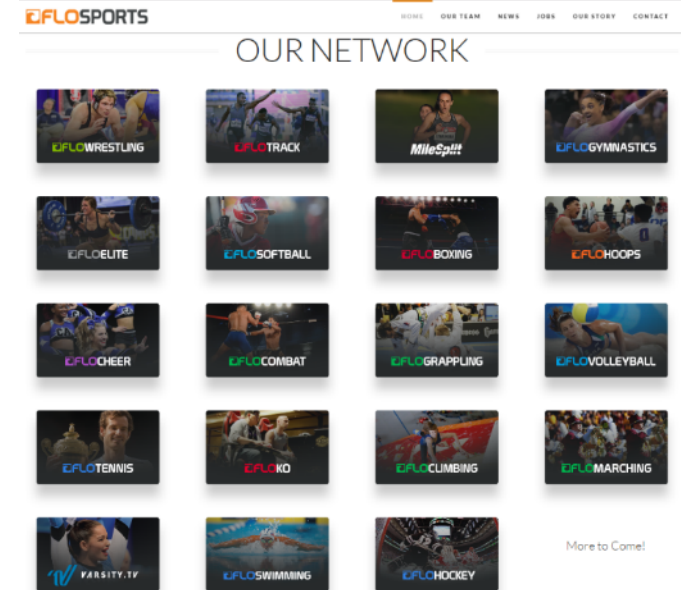 FLOSPORTS
HOME OUR TEAM NEWS JOBS OUR STORY CONTACT
OUR NETWORK
FLOWRESTLING
FLOTRACK
MileSplit
FLOGYMNASTICS
FLOELITE
FLOSOFTBALL
FLOBOXING
FLOHOOPS
FLOCHEER
FLOCOMBAT
FLOGRAPPLING
FLOVOLLEYBALL
FLOTENNIS
FLOKO
FLOCLIMBING
FLOMARCHING
VARSITY.TV
FLOSWIMMING
FLOHOCKEY
More to Come!